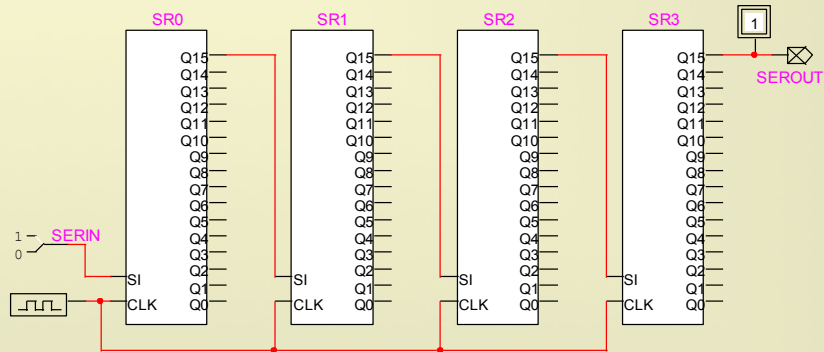 SR0 SR1 SR2 SR3
1
Q15 Q15 Q15 Q15
Q14 Q14 Q14 Q14
SEROUT
Q13 Q13 Q13 Q13
Q12 Q12 Q12 Q12
Q11 Q11 Q11 Q11
Q10 Q10 Q10 Q10
Q9 Q9 Q9 Q9
Q8 Q8 Q8 Q8
Q7 Q7 Q7 Q7
Q6 Q6 Q6 Q6
Q5 Q5 Q5 Q5
1 SERIN Q4 Q4 Q4 Q4
0 Q3 Q3 Q3 Q3
Q2 Q2 Q2 Q2
SI SI SI SI
Q1 Q1 Q1 Q1
CLK Q0 CLK Q0 CLK Q0 CLK Q0